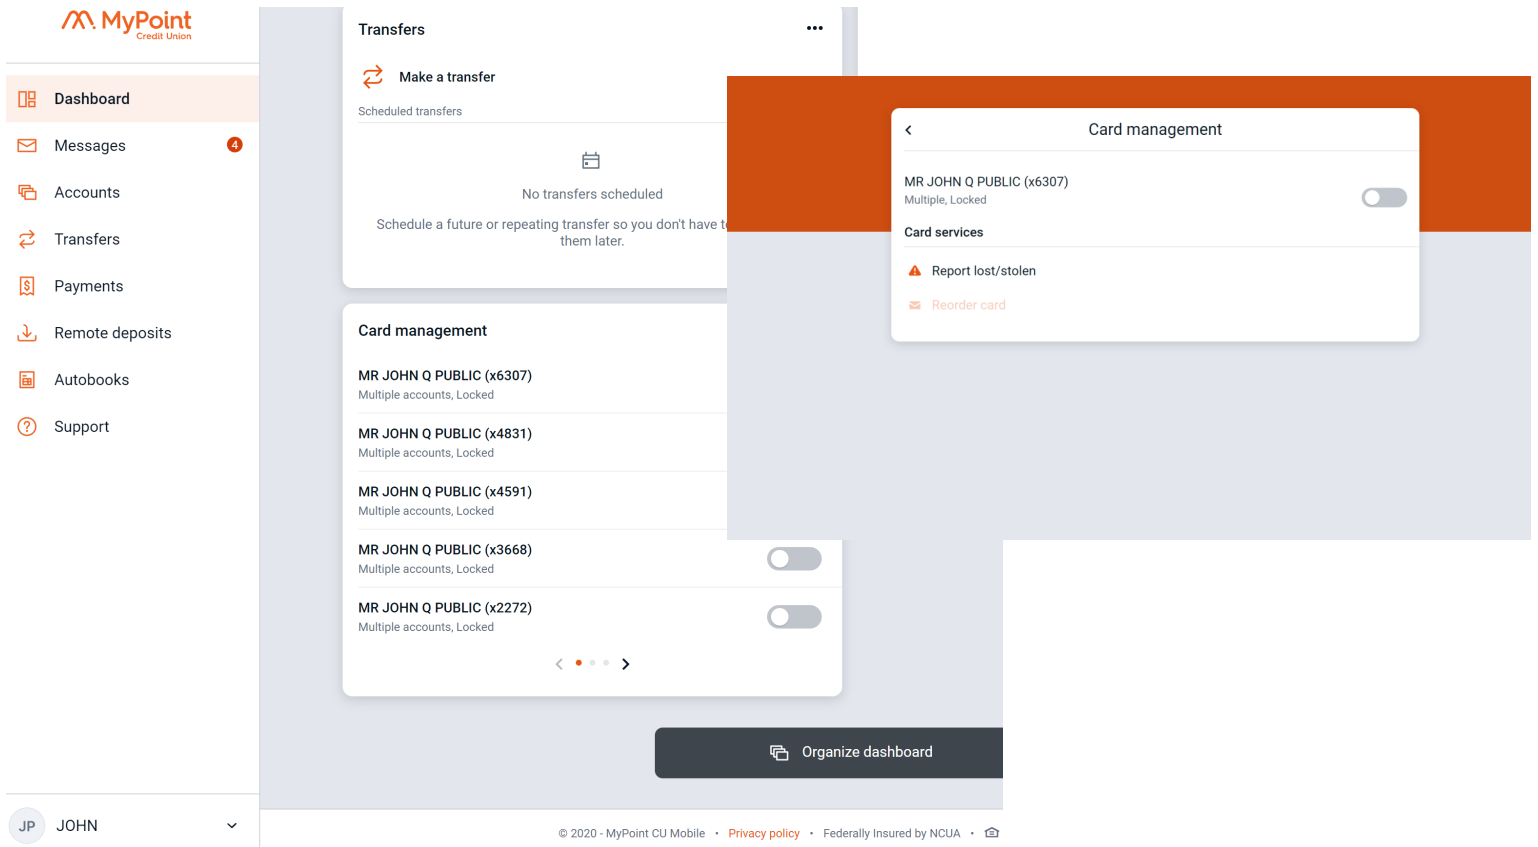 MyPoint
Credit Union
Dashboard
Messages
4
Accounts
Transfers
Payments
Remote deposits
Autobooks
Support
JP
JOHN
Transfers
Make a transfer
Scheduled transfers
No transfers scheduled
Schedule a future or repeating transfer so you don't have
them later.
Card management
MR JOHN Q PUBLIC (x6307)
Multiple accounts, Locked
MR JOHN Q PUBLIC (x4831)
Multiple accounts, Locked
MR JOHN Q PUBLIC (x4591)
Multiple accounts, Locked
MR JOHN Q PUBLIC (x3668)
Multiple accounts, Locked
MR JOHN Q PUBLIC (x2272)
Multiple accounts, Locked
Organize dashboard
© 2020 - MyPoint CU Mobile • Privacy policy • Federally Insured by NCUA •
Card management
MR JOHN Q PUBLIC (x6307)
Multiple, Locked
Card services
Report lost/stolen
Reorder card